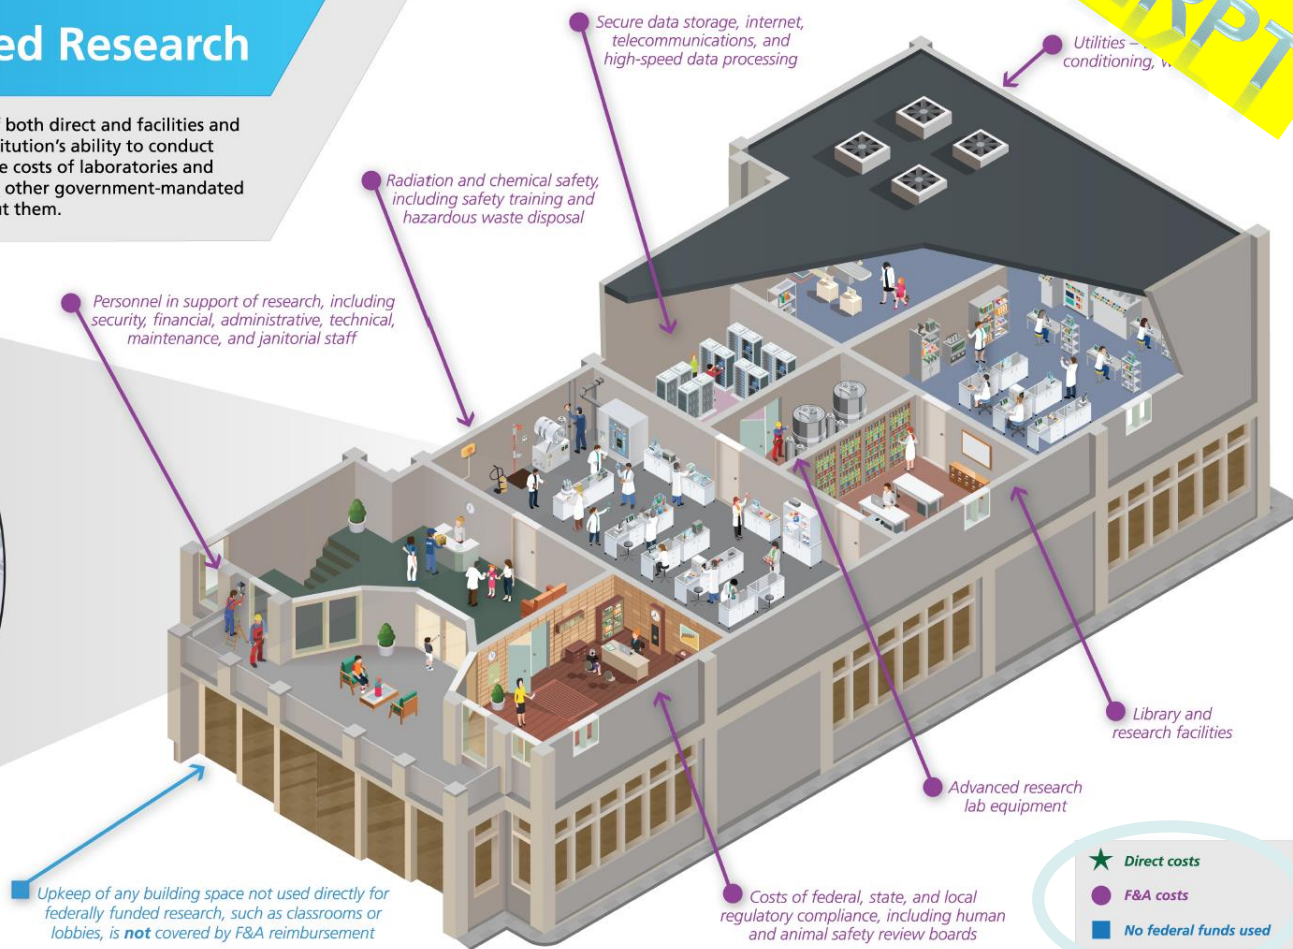 ed Research
f both direct and facilities and
titution's ability to conduct
e costs of laboratories and
other government-mandated
ut them.
Secure data storage, internet,
telecommunications, and
high-speed data processing
RPT
Utilities –
conditioning,
Radiation and chemical safety,
including safety training and
hazardous waste disposal
Personnel in support of research, including
security, financial, administrative, technical,
maintenance, and janitorial staff
Library and
research facilities
Advanced research
lab equipment
Upkeep of any building space not used directly for
federally funded research, such as classrooms or
lobbies, is not covered by F&A reimbursement
Costs of federal, state, and local
regulatory compliance, including human
and animal safety review boards
Direct costs
F&A costs
No federal funds used